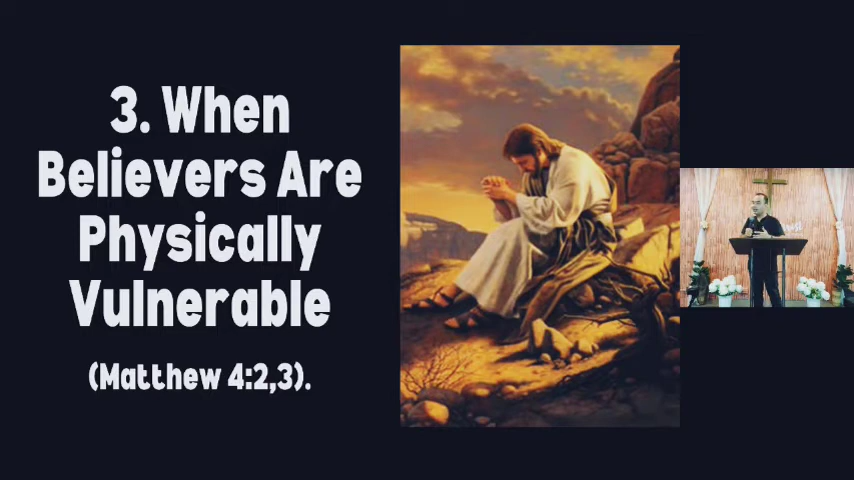 3. When
Believers Are
Physically
Vulnerable
(Matthew 4:2,3).